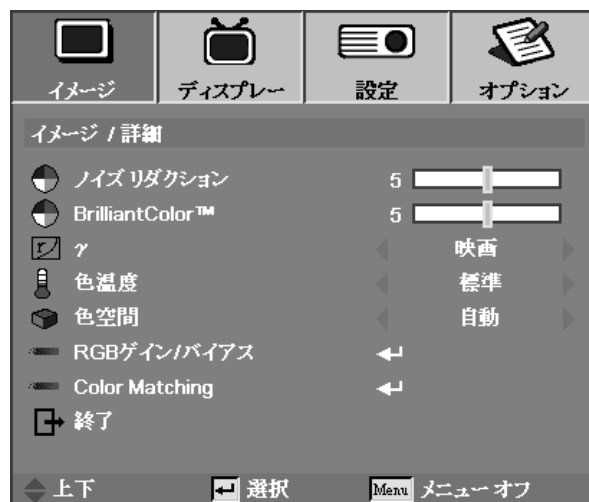 イメージ ディスプレー 設定 オプション
イメージ / 詳細
ノイズ リダクション 5
BrilliantColor™ 5
γ 映画
色温度 標準
色空間 自動
RGBゲイン/バイアス
Color Matching
終了
上下 選択 Menu メニュー オフ